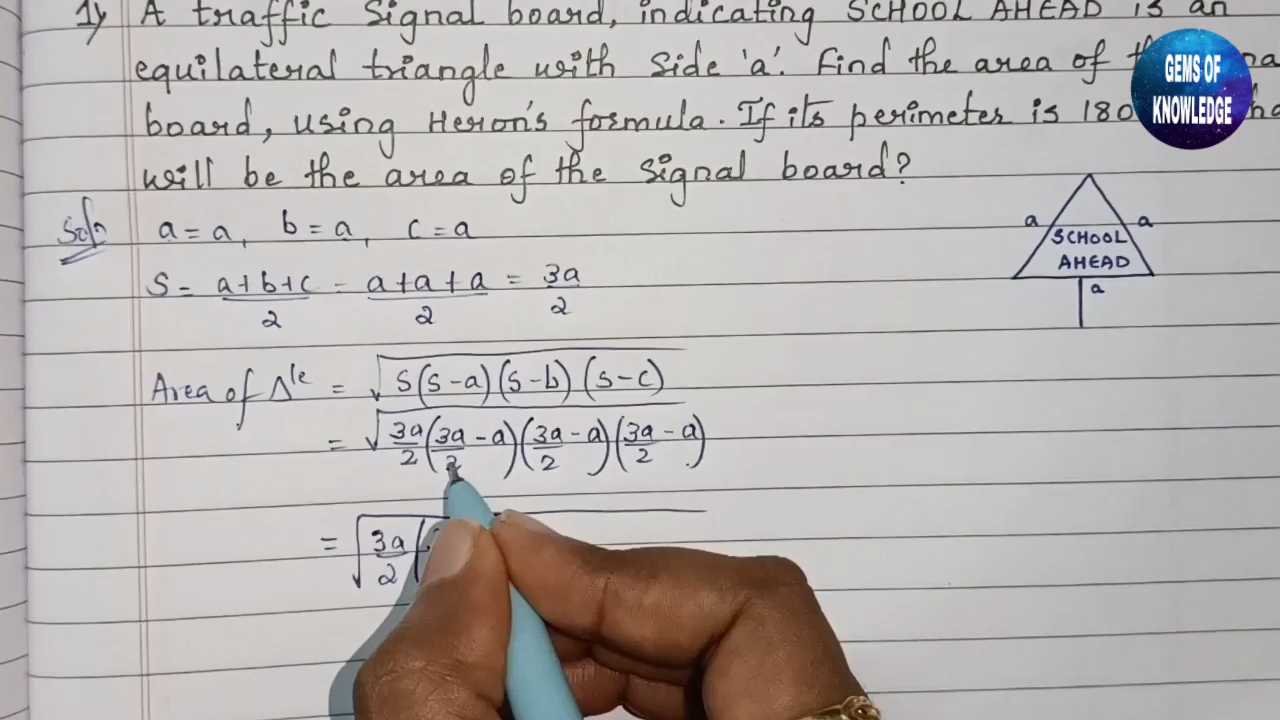 1) A traffic signal board, indicating SCHOOL AHEAD is an
equilateral triangle with side 'a'. Find the area of
board, using Heron's formula. If its perimeter is 180
will be the area of the signal board?
GEMS OF
KNOWLEDGE
Soln
a = a, b = a, c = a
S = a+b+c/2 = a+a+a/2 = 3a/2
a a
SCHOOL
AHEAD
a
Area of Δle = √S(S-a)(S-b)(S-c)
= √3a/2(3a/2 - a)(3a/2 - a)(3a/2 - a)
= √3a/2(